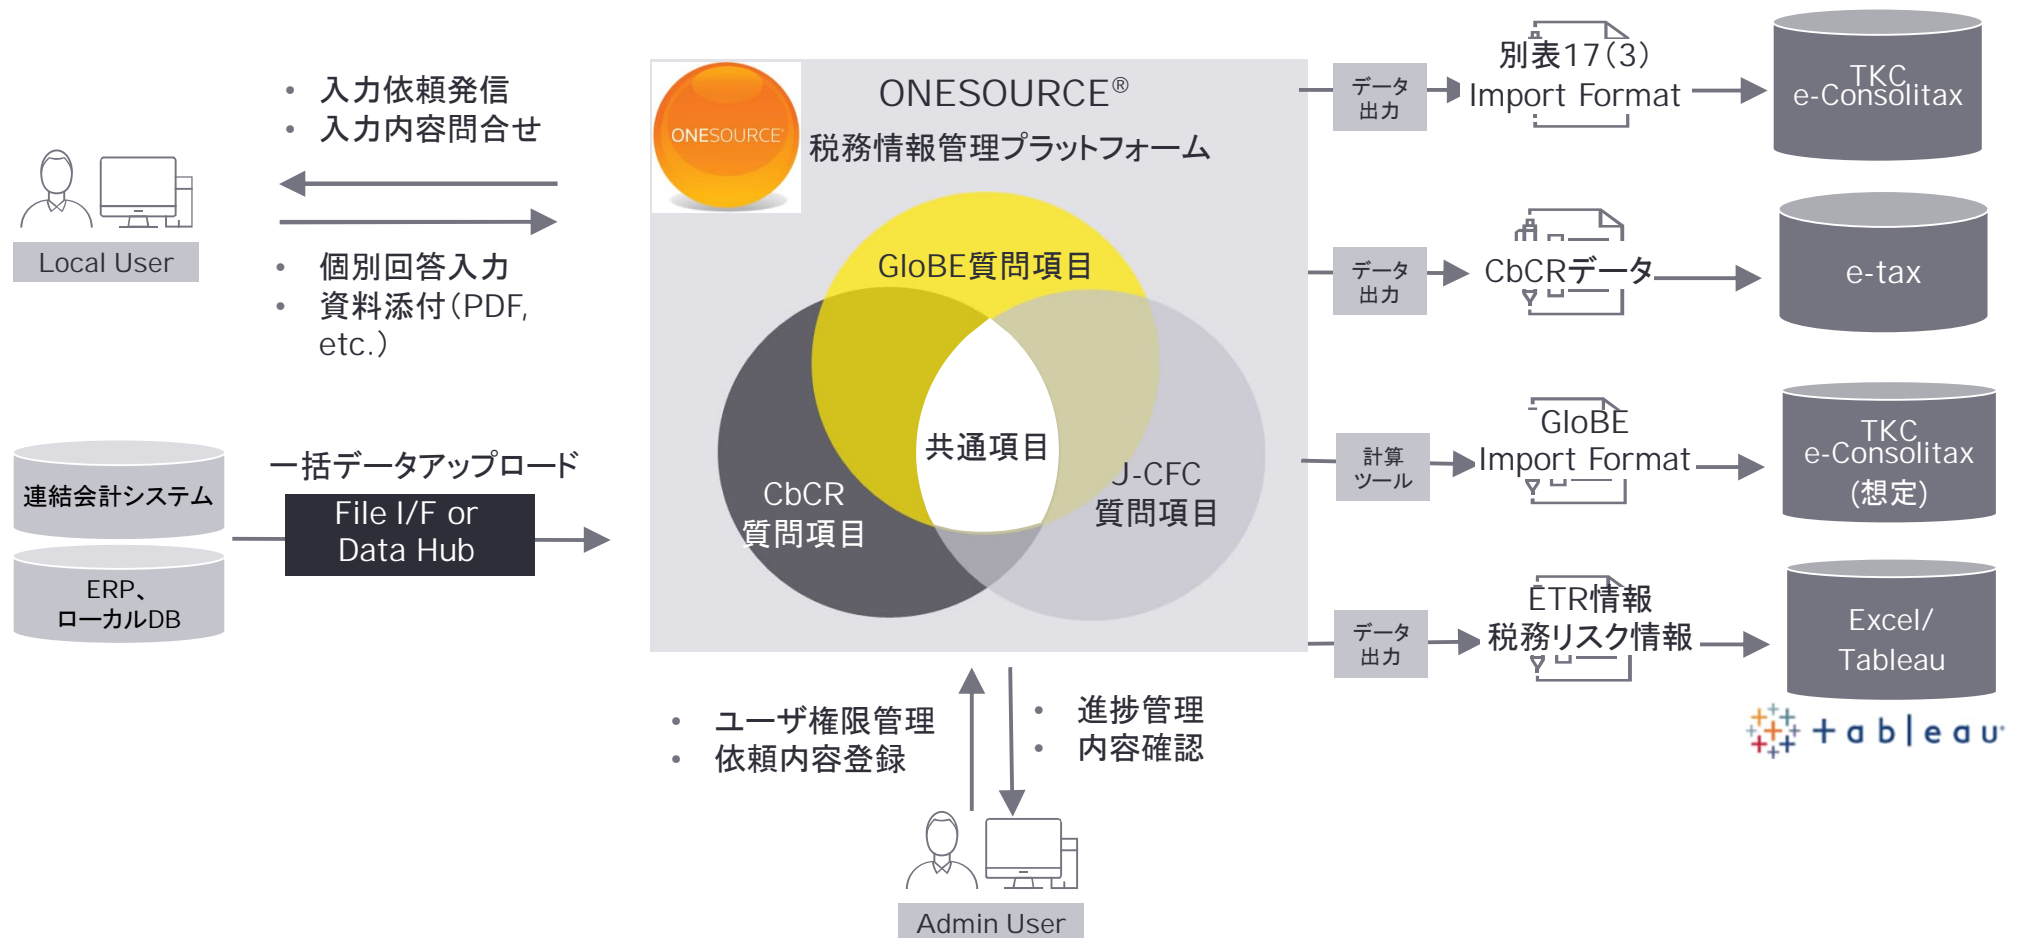 • 入力依頼発信
• 入力内容問合せ
Local User
• 個別回答入力
• 資料添付（PDF,
etc.）
連結会計システム
ERP、
ローカルDB
一括データアップロード
File I/F or
Data Hub
ONESOURCE
ONESOURCE®
税務情報管理プラットフォーム
GloBE質問項目
共通項目
CbCR
質問項目
J-CFC
質問項目
• ユーザ権限管理
• 依頼内容登録
• 進捗管理
• 内容確認
Admin User
データ
出力
別表17（3）
Import Format
TKC
e-Consolitax
データ
出力
CbCRデータ
e-tax
計算
ツール
GloBE
Import Format
TKC
e-Consolitax
(想定)
データ
出力
ETR情報
税務リスク情報
Excel/
Tableau
+ableau